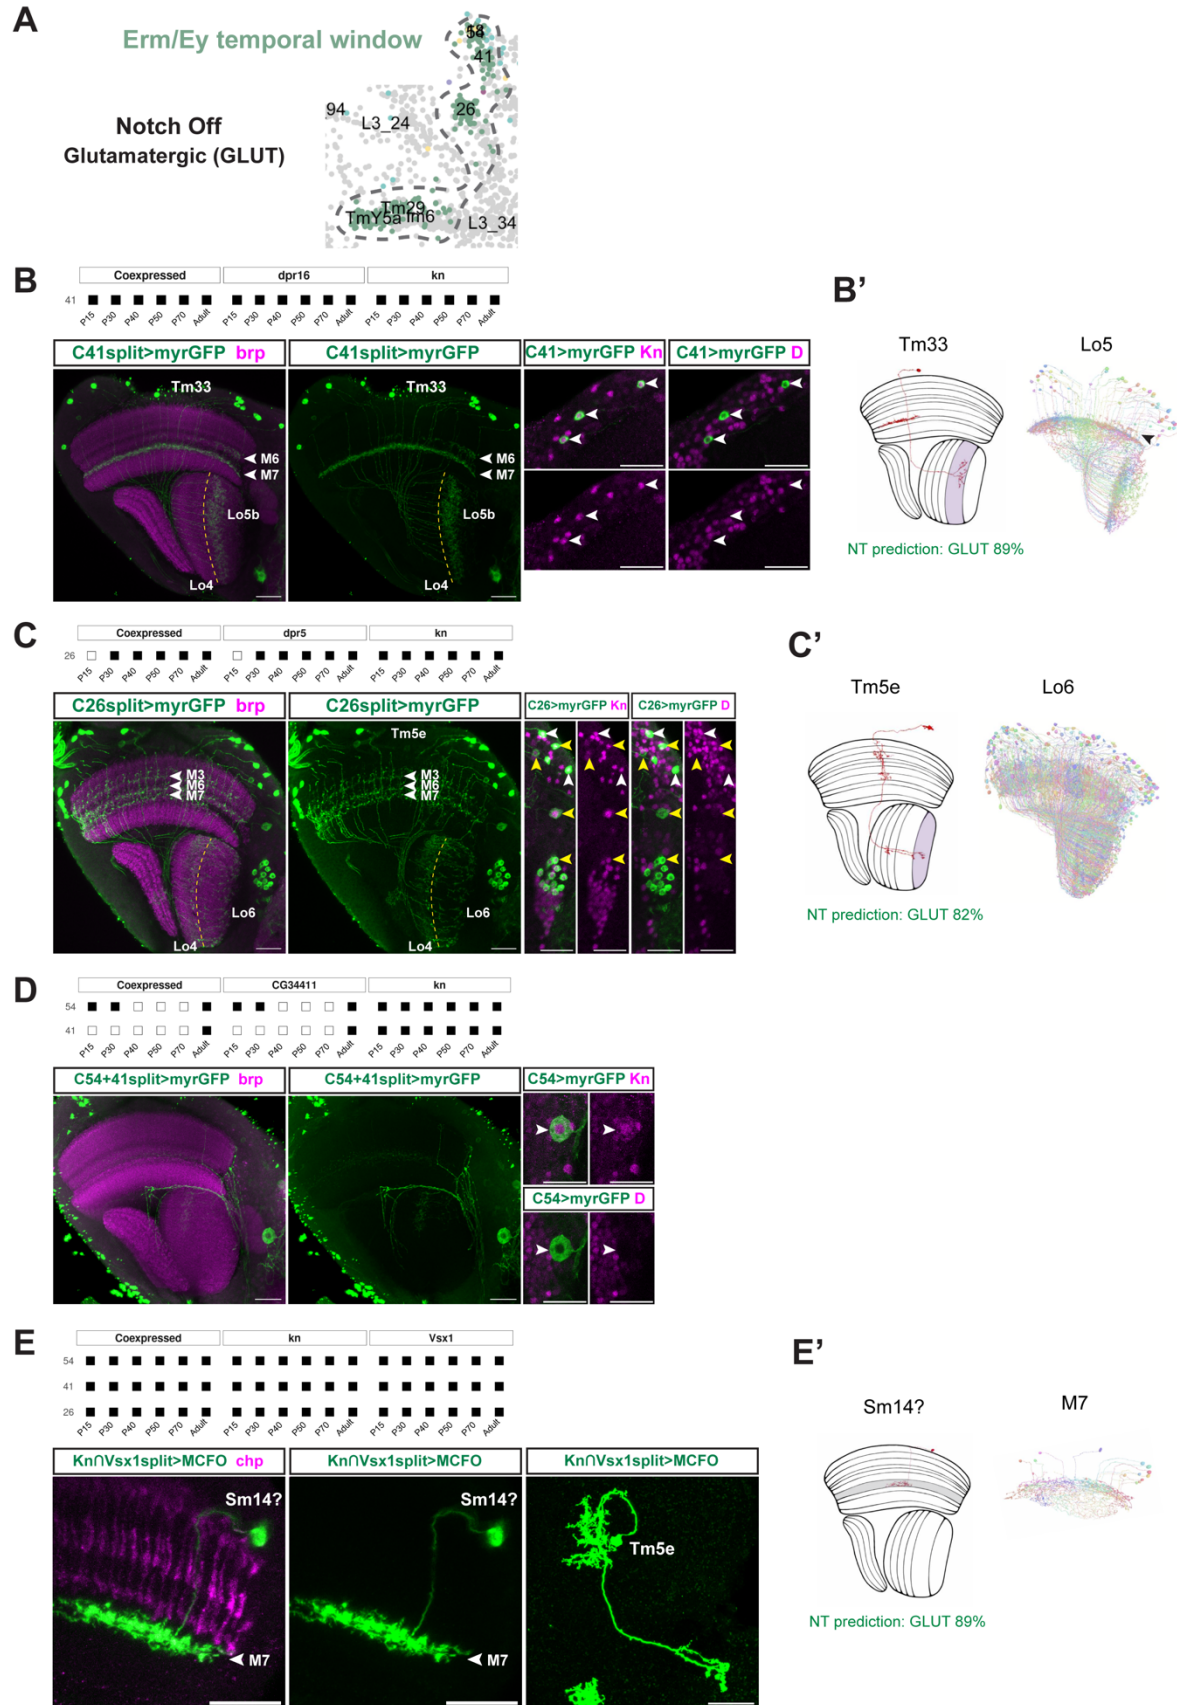 A
Erm/Ey temporal window
Notch Off
Glutamatergic (GLUT)
41
26
94
L3_24
Tm29
TmY5a
L3_34
B
Coexpressed dpr16 kn
41
P15 P30 P40 P50 P70 Adult P15 P30 P40 P50 P70 Adult P15 P30 P40 P50 P70 Adult
C41split>myrGFP brp C41split>myrGFP C41>myrGFP Kn C41>myrGFP D
Tm33 Tm33
M6 M6
M7 M7
Lo5b Lo5b
Lo4 Lo4
B’
Tm33 Lo5
NT prediction: GLUT 89%
C
Coexpressed dpr5 kn
26
P15 P30 P40 P50 P70 Adult P15 P30 P40 P50 P70 Adult P15 P30 P40 P50 P70 Adult
C26split>myrGFP brp C26split>myrGFP C26>myrGFP Kn C26>myrGFP D
Tm5e
M3 M3
M6 M6
M7 M7
Lo6 Lo6
Lo4 Lo4
C’
Tm5e Lo6
NT prediction: GLUT 82%
D
Coexpressed CG34411 kn
54
41
P15 P30 P40 P50 P70 Adult P15 P30 P40 P50 P70 Adult P15 P30 P40 P50 P70 Adult
C54+41split>myrGFP brp C54+41split>myrGFP C54>myrGFP Kn
C54>myrGFP D
E
Coexpressed kn Vsx1
54
41
26
P15 P30 P40 P50 P70 Adult P15 P30 P40 P50 P70 Adult P15 P30 P40 P50 P70 Adult
Kn∩Vsx1split>MCFO chp Kn∩Vsx1split>MCFO Kn∩Vsx1split>MCFO
Sm14? Sm14?
Tm5e
M7 M7
E’
Sm14? M7
NT prediction: GLUT 89%